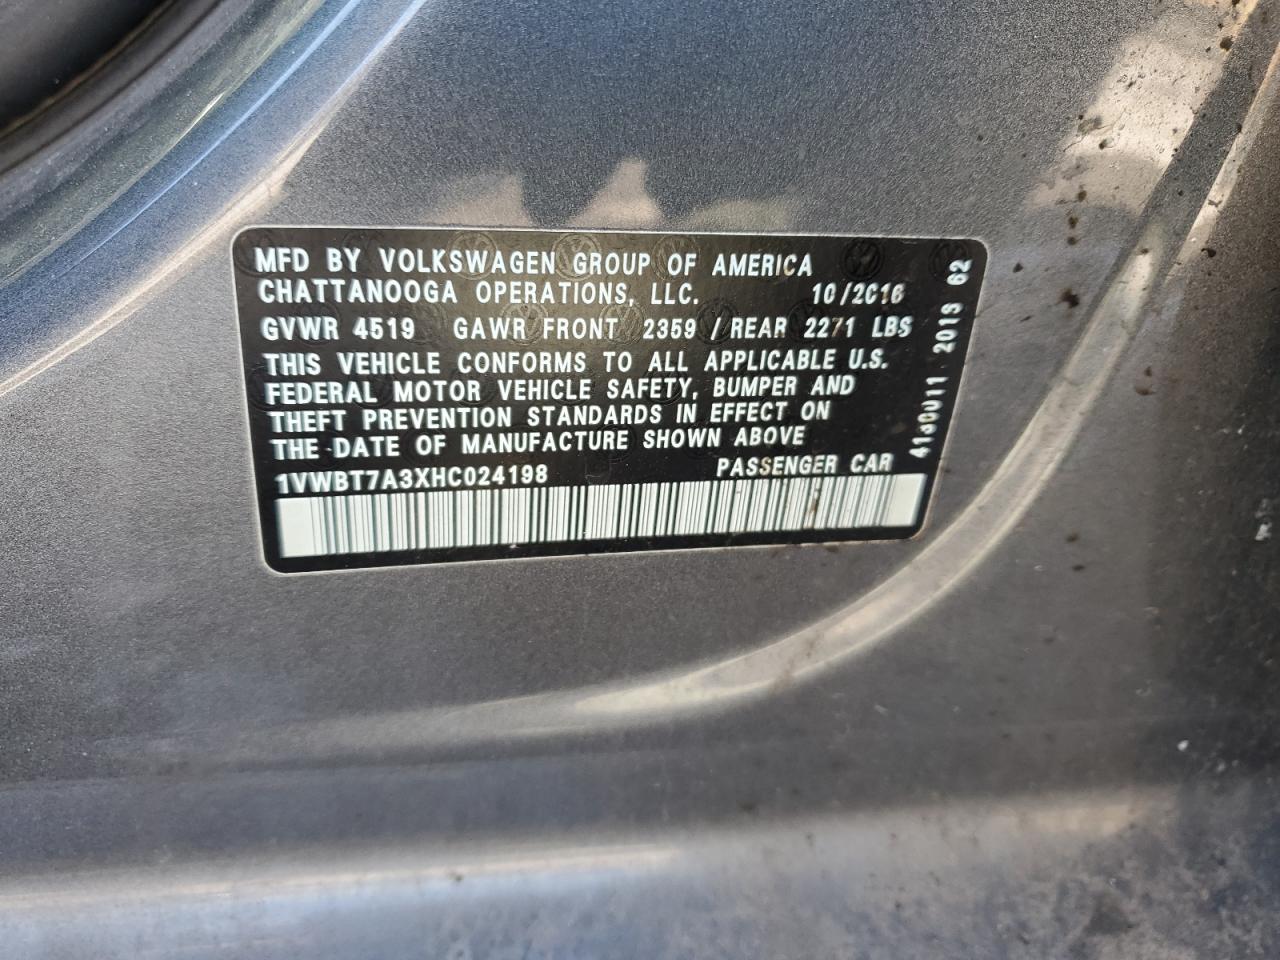 MFD BY VOLKSWAGEN GROUP OF AMERICA
CHATTANOOGA OPERATIONS, LLC. 10/2016
GVWR 4519 GAWR FRONT 2359 / REAR 2271 LBS
THIS VEHICLE CONFORMS TO ALL APPLICABLE U.S.
FEDERAL MOTOR VEHICLE SAFETY, BUMPER AND
THEFT PREVENTION STANDARDS IN EFFECT ON
THE DATE OF MANUFACTURE SHOWN ABOVE
1VWBT7A3XHC024198 PASSENGER CAR
62